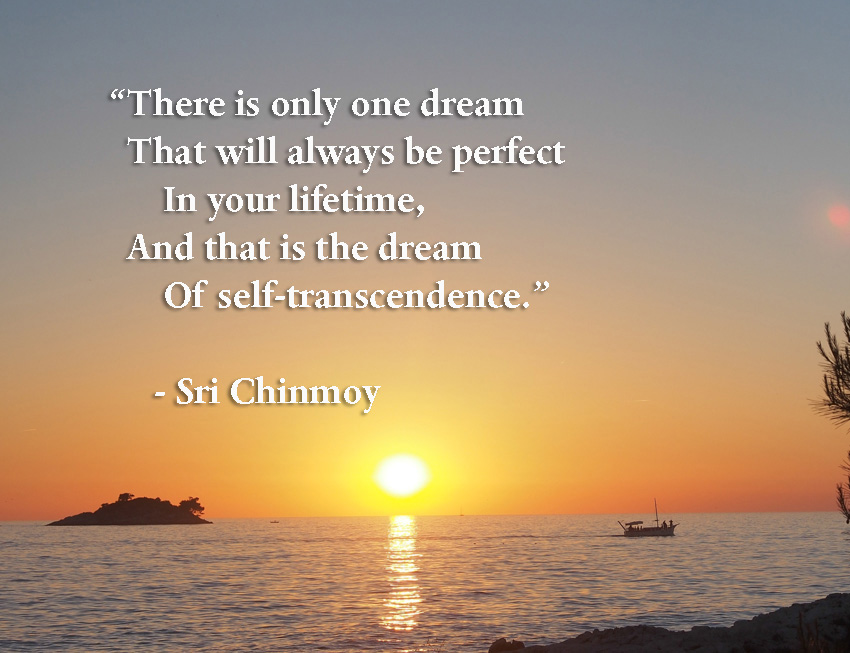 “There is only one dream
That will always be perfect
In your lifetime,
And that is the dream
Of self-transcendence.”
- Sri Chinmoy